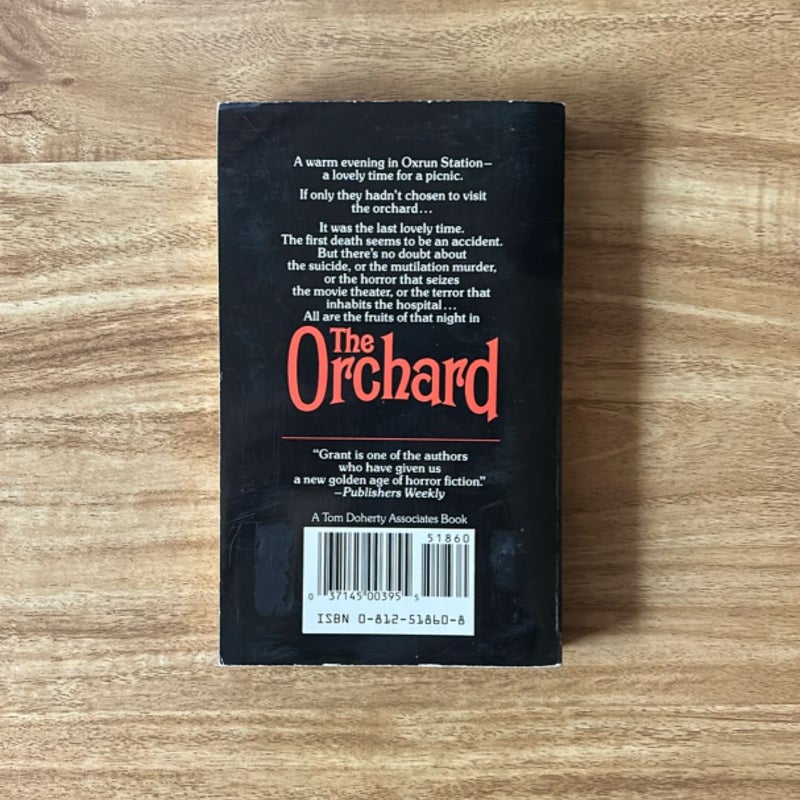 A warm evening in Oxrun Station—
a lovely time for a picnic.
If only they hadn't chosen to visit
the orchard...
It was the last lovely time.
The first death seems to be an accident.
But there's no doubt about
the suicide, or the mutilation murder,
or the horror that seizes
the movie theater, or the terror that
inhabits the hospital...
All are the fruits of that night in
The
Orchard
“Grant is one of the authors
who have given us
a new golden age of horror fiction.”
—Publishers Weekly
A Tom Doherty Associates Book
51860
0 37145 00395 5
ISBN 0-812-51860-8